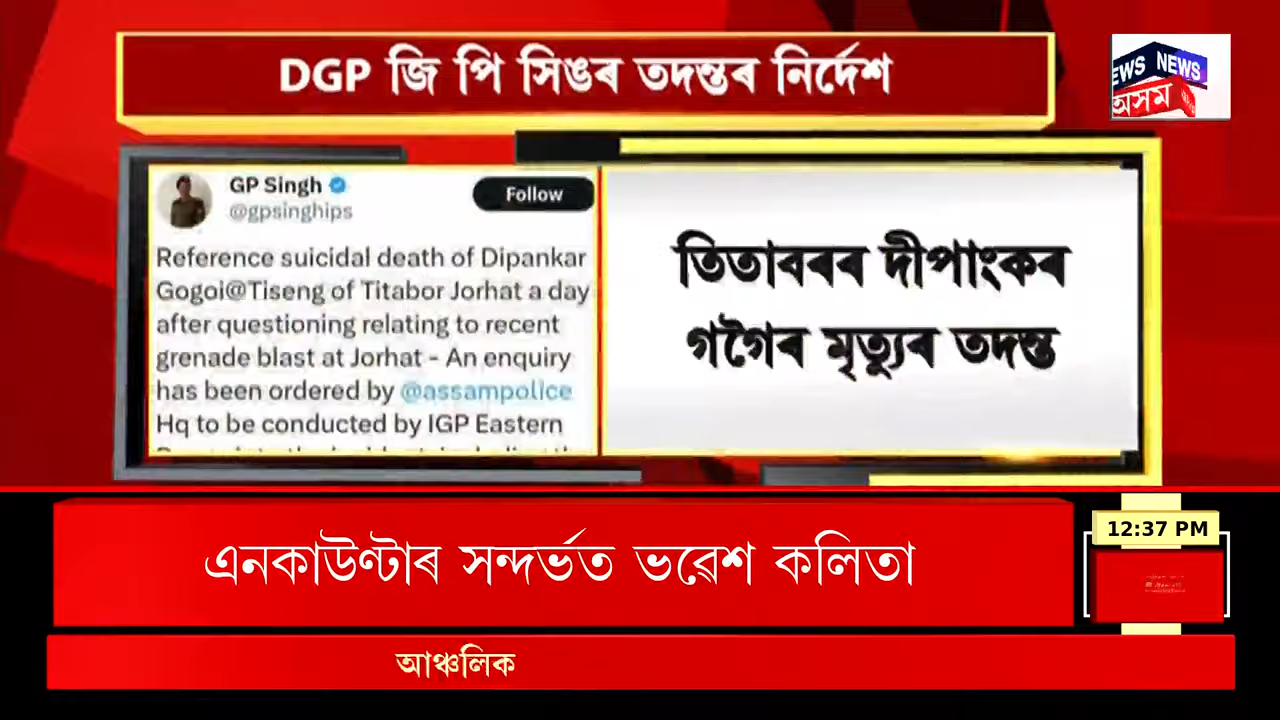 DGP জি পি সিঙৰ তদন্তৰ নিৰ্দেশ
EWS NEWS
অসম
GP Singh
@gpsinghips
Follow
Reference suicidal death of Dipankar
Gogoi@Tiseng of Titabor Jorhat a day
after questioning relating to recent
grenade blast at Jorhat - An enquiry
has been ordered by @assampolice
Hq to be conducted by IGP Eastern
তিতাবৰৰ দীপাংকৰ
গগৈৰ মৃত্যুৰ তদন্ত
এনকাউণ্টাৰ সন্দৰ্ভত ভৱেশ কলিতা
12:37 PM
আঞ্চলিক